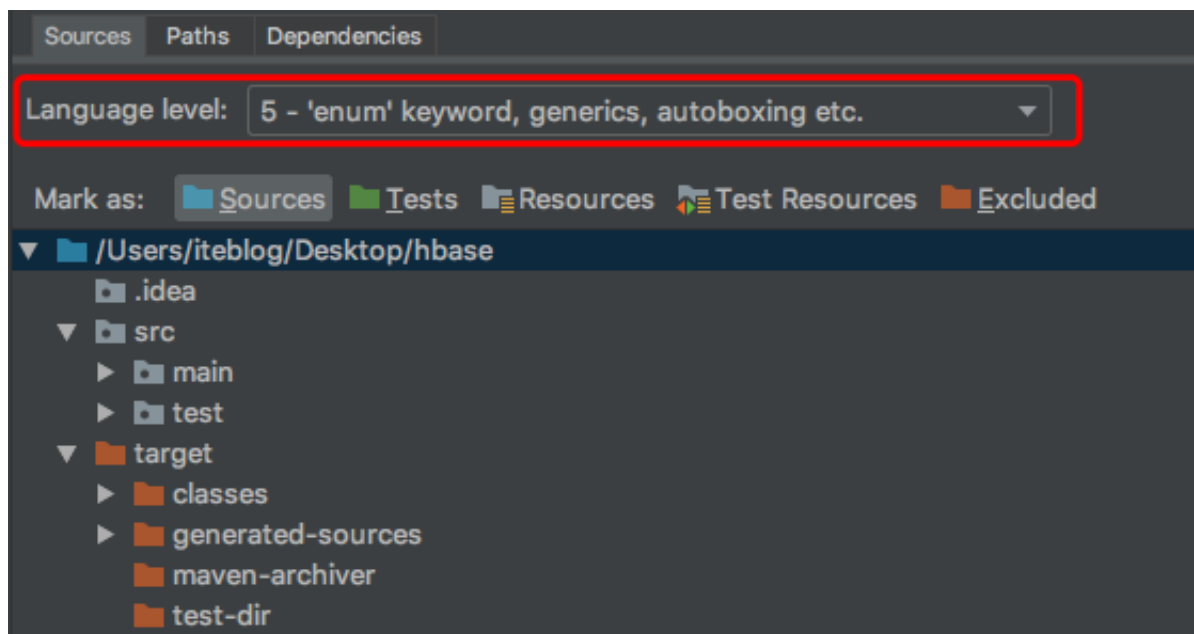 Sources Paths Dependencies
Language level: 5 - 'enum' keyword, generics, autoboxing etc.
Mark as: Sources Tests Resources Test Resources Excluded
/Users/iteblog/Desktop/hbase
.idea
src
main
test
target
classes
generated-sources
maven-archiver
test-dir